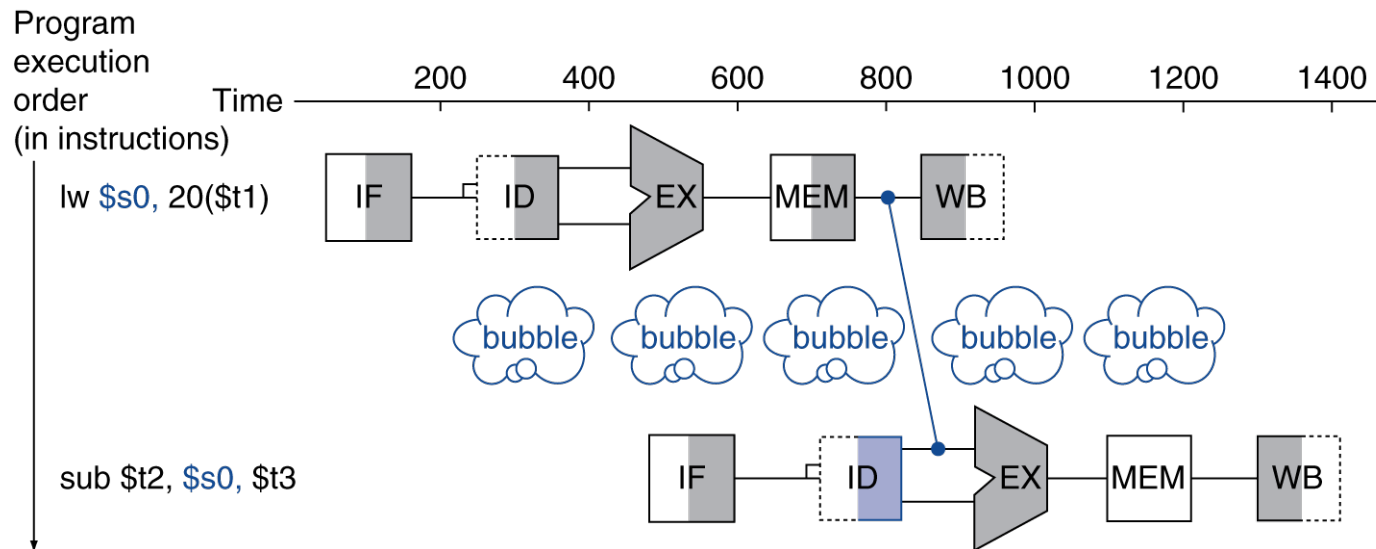 Program
execution
order
(in instructions)
Time
200 400 600 800 1000 1200 1400
lw $s0, 20($t1)
IF ID EX MEM WB
bubble bubble bubble bubble bubble
sub $t2, $s0, $t3
IF ID EX MEM WB